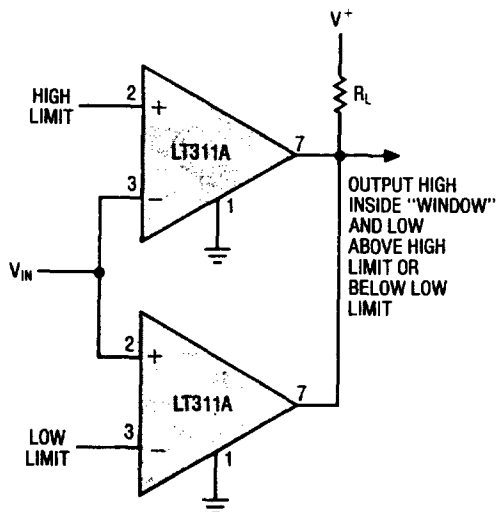 V+
RL
HIGH
LIMIT
2
+
LT311A
7
3
−
1
OUTPUT HIGH
INSIDE "WINDOW"
AND LOW
ABOVE HIGH
LIMIT OR
BELOW LOW
LIMIT
VIN
2
+
LT311A
7
LOW
LIMIT
3
−
1